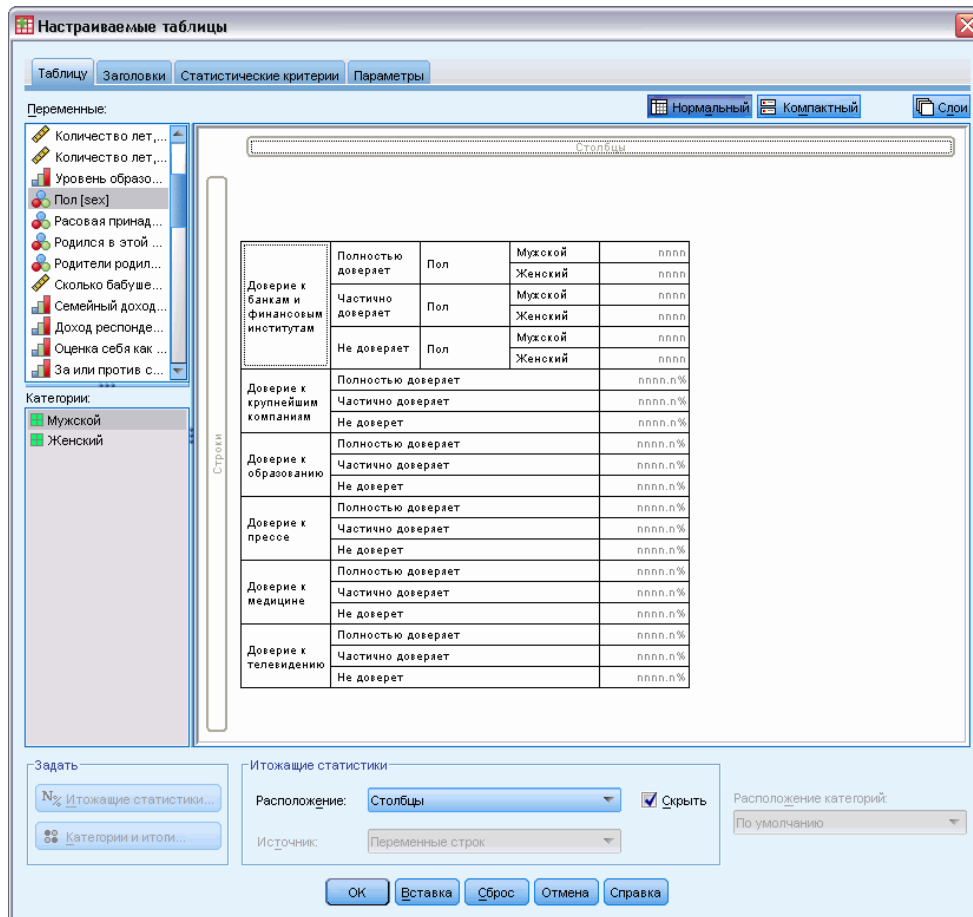 Настраиваемые таблицы
Таблицу Заголовки Статистические критерии Параметры
Переменные:
Нормальный Компактный Слои
Количество лет,...
Количество лет,...
Уровень образо...
Пол [sex]
Расовая принад...
Родился в этой ...
Родители родил...
Сколько бабуше...
Семейный доход...
Доход респонде...
Оценка себя как ...
За или против с...
Категории:
Мужской
Женский
Столбцы
Строки
Доверие к банкам и финансовым институтам
Полностью доверяет Пол Мужской nnnn
Женский nnnn
Частично доверяет Пол Мужской nnnn
Женский nnnn
Не доверяет Пол Мужской nnnn
Женский nnnn
Доверие к крупнейшим компаниям
Полностью доверяет nnnn.n%
Частично доверяет nnnn.n%
Не доверет nnnn.n%
Доверие к образованию
Полностью доверяет nnnn.n%
Частично доверяет nnnn.n%
Не доверет nnnn.n%
Доверие к прессе
Полностью доверяет nnnn.n%
Частично доверяет nnnn.n%
Не доверет nnnn.n%
Доверие к медицине
Полностью доверяет nnnn.n%
Частично доверяет nnnn.n%
Не доверет nnnn.n%
Доверие к телевидению
Полностью доверяет nnnn.n%
Частично доверяет nnnn.n%
Не доверет nnnn.n%
Задать
N% Итожащие статистики...
Категории и итоги...
Итожащие статистики
Расположение: Столбцы Скрыть
Источник: Переменные строк
Расположение категорий:
По умолчанию
OK Вставка Сброс Отмена Справка